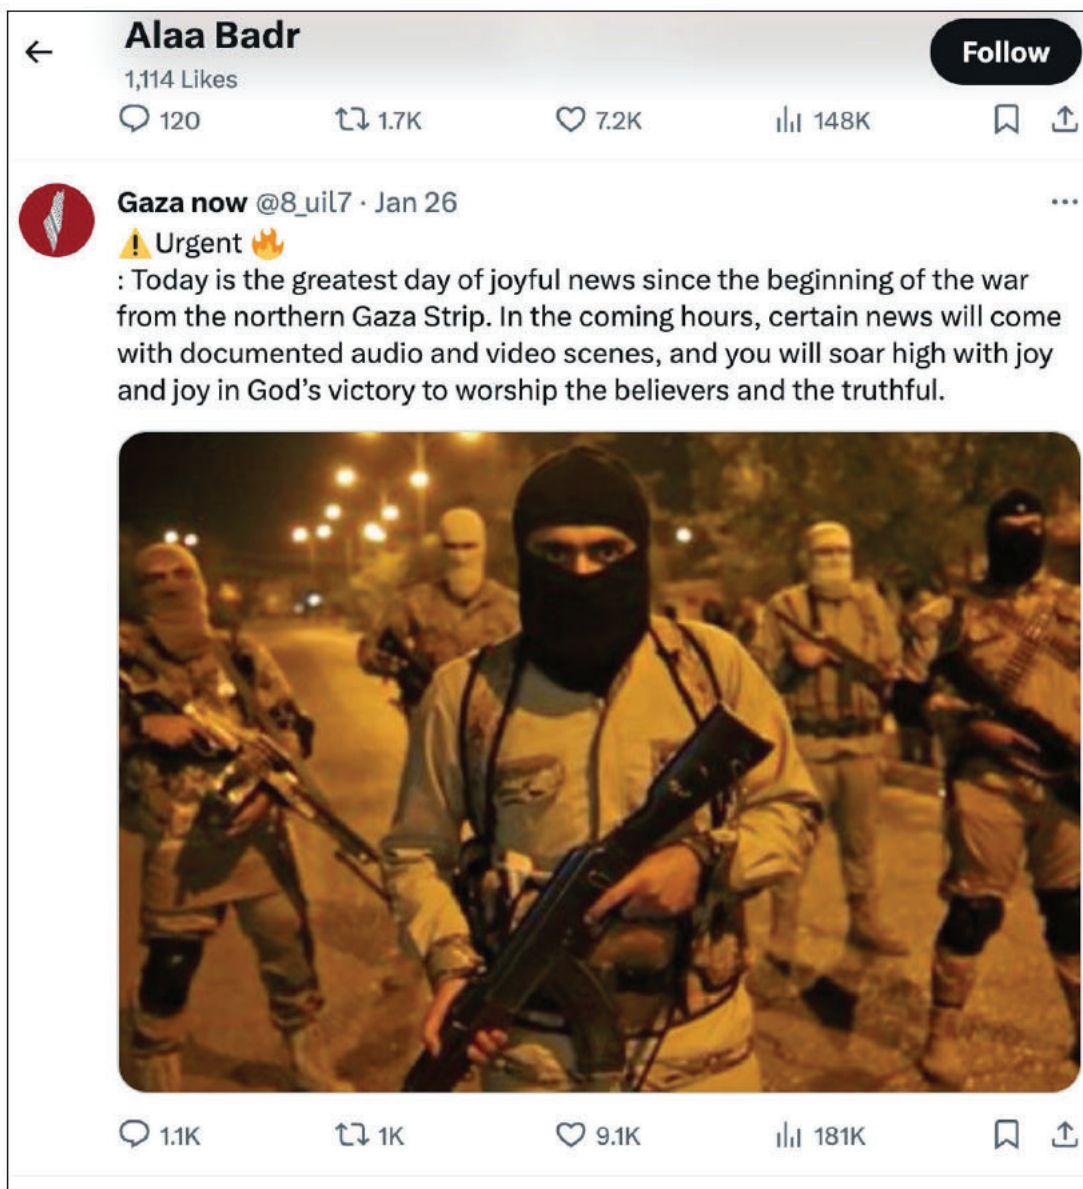 Alaa Badr
Follow
1,114 Likes
120 1.7K 7.2K 148K
Gaza now @8_uil7 · Jan 26
⚠️Urgent 🔥
: Today is the greatest day of joyful news since the beginning of the war
from the northern Gaza Strip. In the coming hours, certain news will come
with documented audio and video scenes, and you will soar high with joy
and joy in God’s victory to worship the believers and the truthful.
1.1K 1K 9.1K 181K